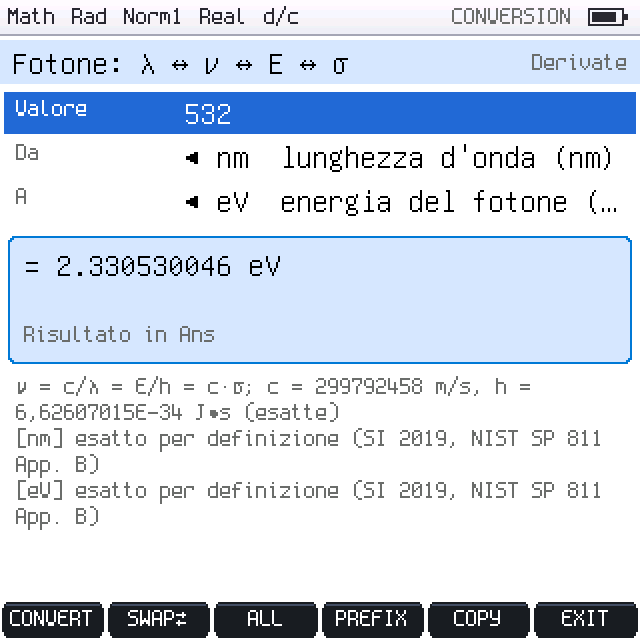 Math Rad Norm1 Real d/c CONVERSION
Fotone: λ ↔ ν ↔ E ↔ σ Derivate
Valore 532
Da ◄ nm lunghezza d'onda (nm)
A ◄ eV energia del fotone (…
= 2.330530046 eV
Risultato in Ans
ν = c/λ = E/h = c·σ; c = 299792458 m/s, h =
6,62607015E-34 J•s (esatte)
[nm] esatto per definizione (SI 2019, NIST SP 811
App. B)
[eV] esatto per definizione (SI 2019, NIST SP 811
App. B)
CONVERT SWAP⇄ ALL PREFIX COPY EXIT